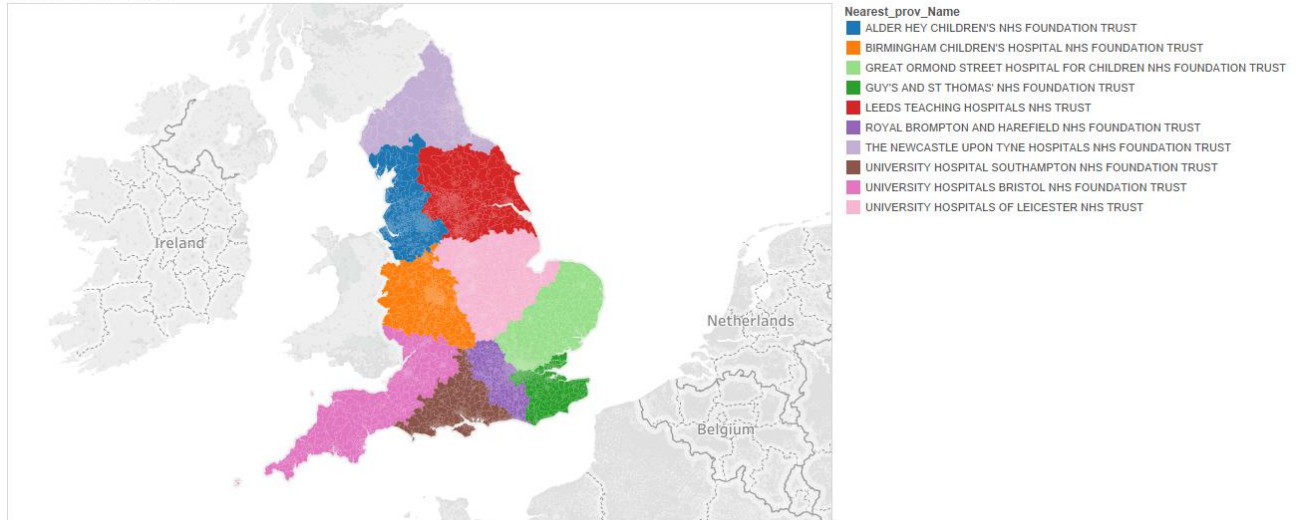 Nearest_prov_Name
ALDER HEY CHILDREN'S NHS FOUNDATION TRUST
BIRMINGHAM CHILDREN'S HOSPITAL NHS FOUNDATION TRUST
GREAT ORMOND STREET HOSPITAL FOR CHILDREN NHS FOUNDATION TRUST
GUY'S AND ST THOMAS' NHS FOUNDATION TRUST
LEEDS TEACHING HOSPITALS NHS TRUST
ROYAL BROMPTON AND HAREFIELD NHS FOUNDATION TRUST
THE NEWCASTLE UPON TYNE HOSPITALS NHS FOUNDATION TRUST
UNIVERSITY HOSPITAL SOUTHAMPTON NHS FOUNDATION TRUST
UNIVERSITY HOSPITALS BRISTOL NHS FOUNDATION TRUST
UNIVERSITY HOSPITALS OF LEICESTER NHS TRUST
Ireland
Netherlands
Belgium